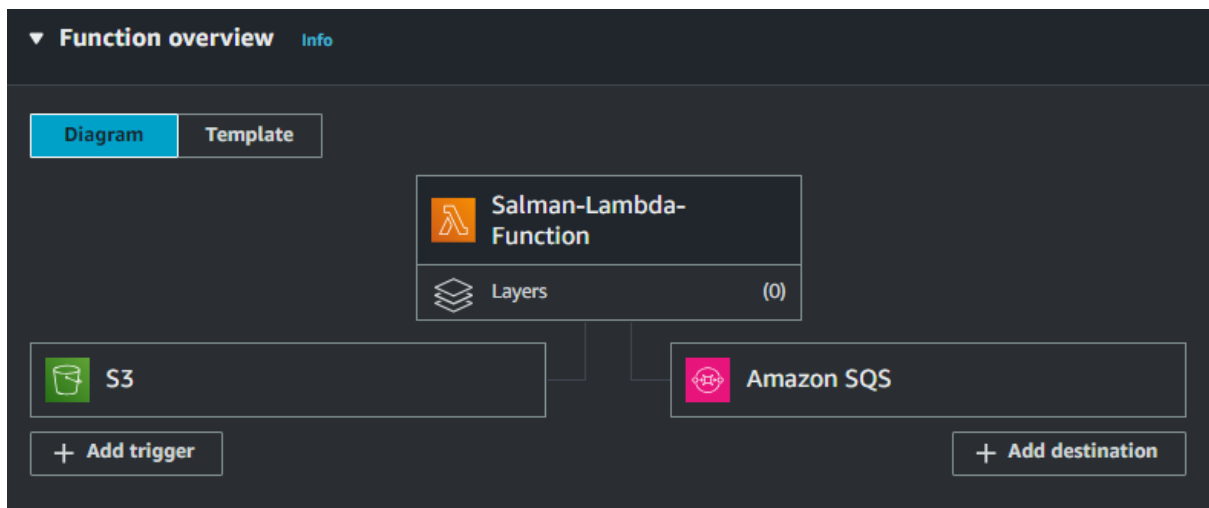 Function overview Info
Diagram Template
Salman-Lambda-
Function
Layers (0)
S3
Amazon SQS
+ Add trigger
+ Add destination